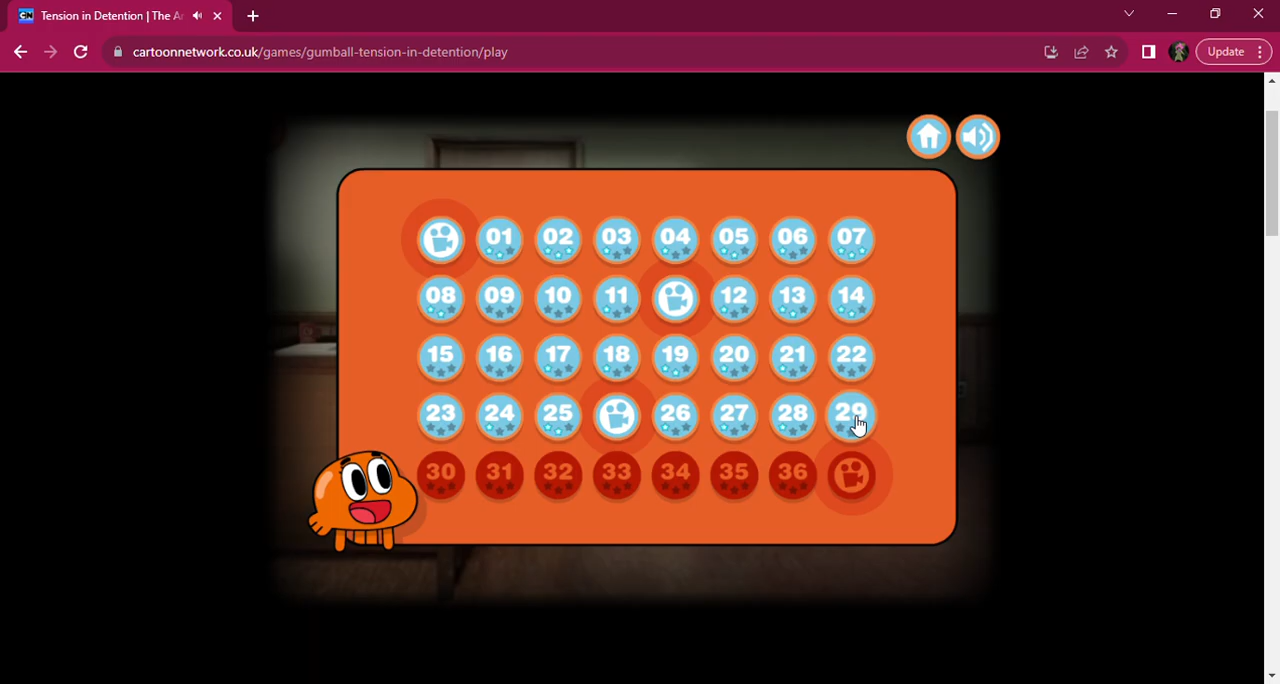 CN Tension in Detention | The A
cartoonnetwork.co.uk/games/gumball-tension-in-detention/play
Update
01 02 03 04 05 06 07
08 09 10 11 12 13 14
15 16 17 18 19 20 21 22
23 24 25 26 27 28 29
30 31 32 33 34 35 36